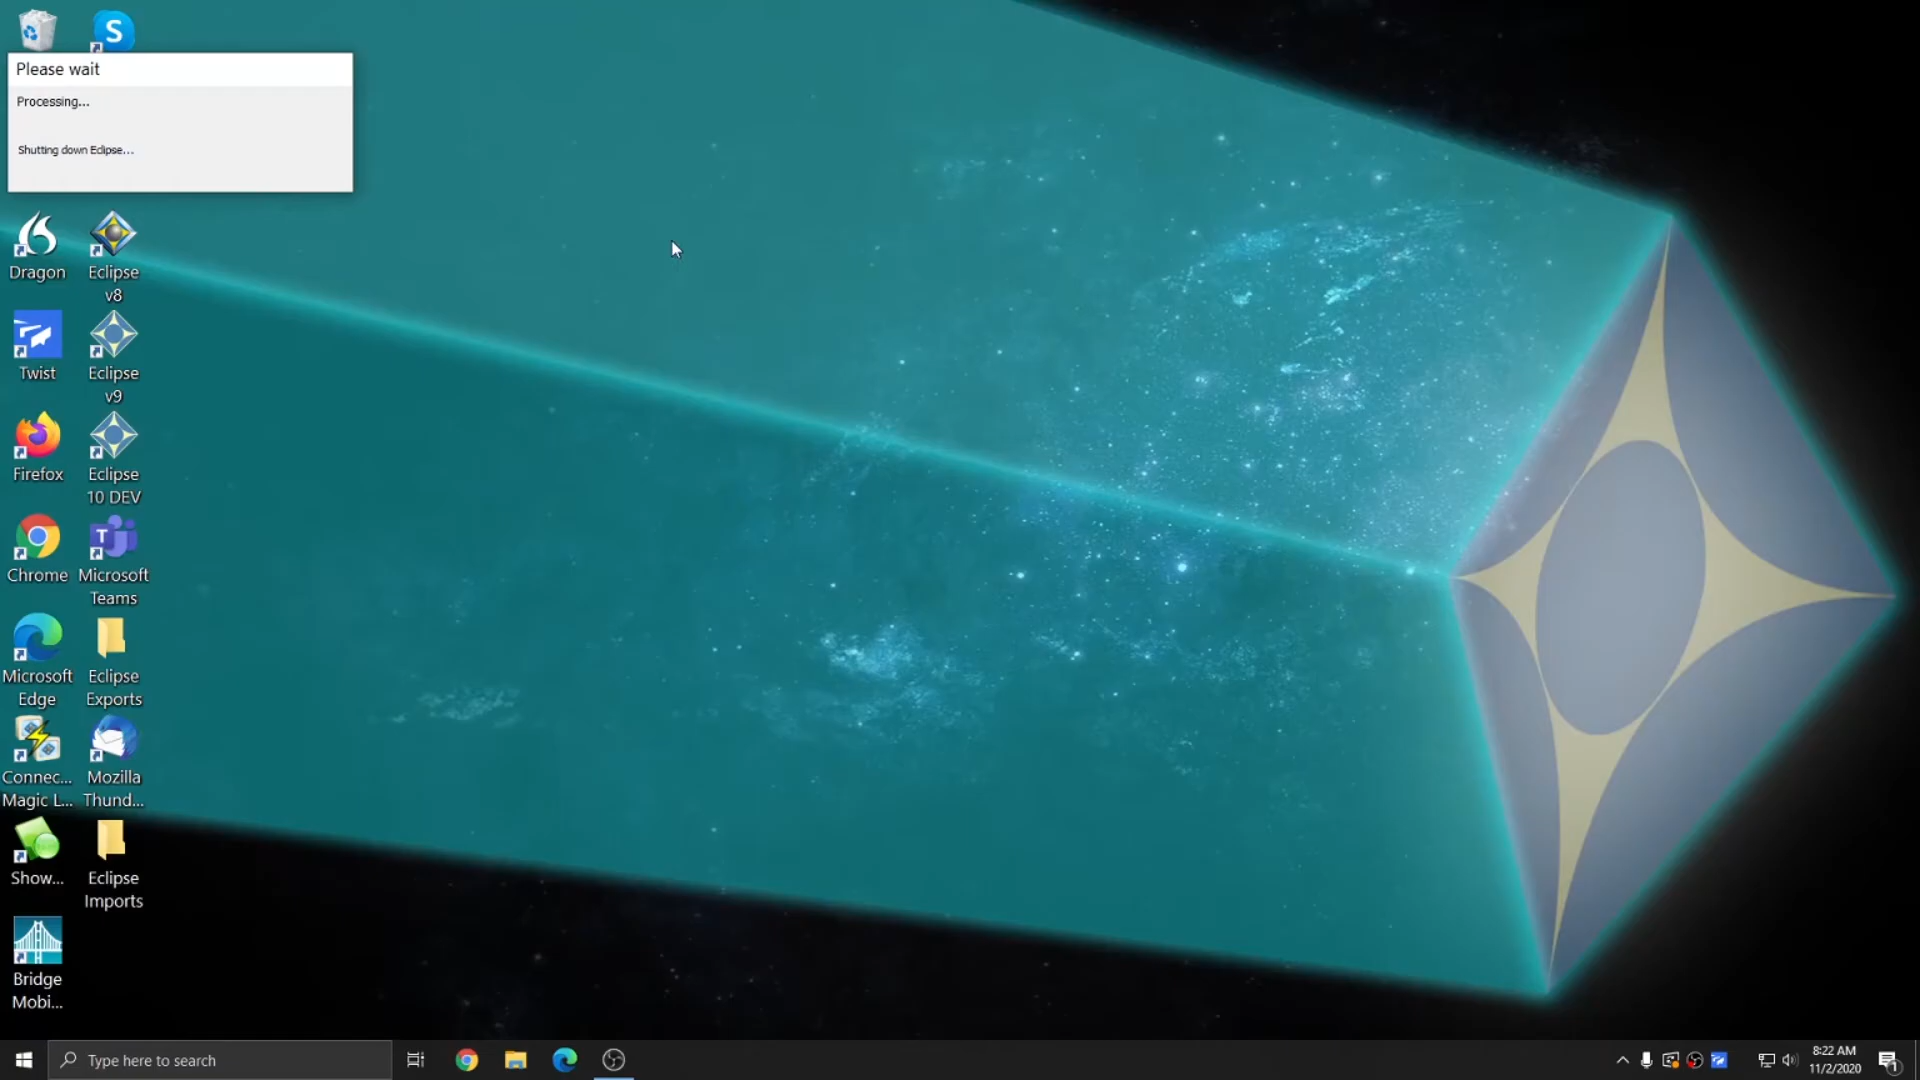 S
Please wait
Processing...
Shutting down Eclipse...
Dragon
Eclipse
v8
Twist
Eclipse
v9
Firefox
Eclipse
10 DEV
Chrome
T
Microsoft
Teams
Microsoft
Edge
Eclipse
Exports
Connec...
Magic L...
Mozilla
Thund...
Show...
Eclipse
Imports
Bridge
Mobi...
Type here to search
8:22 AM
11/2/2020
1